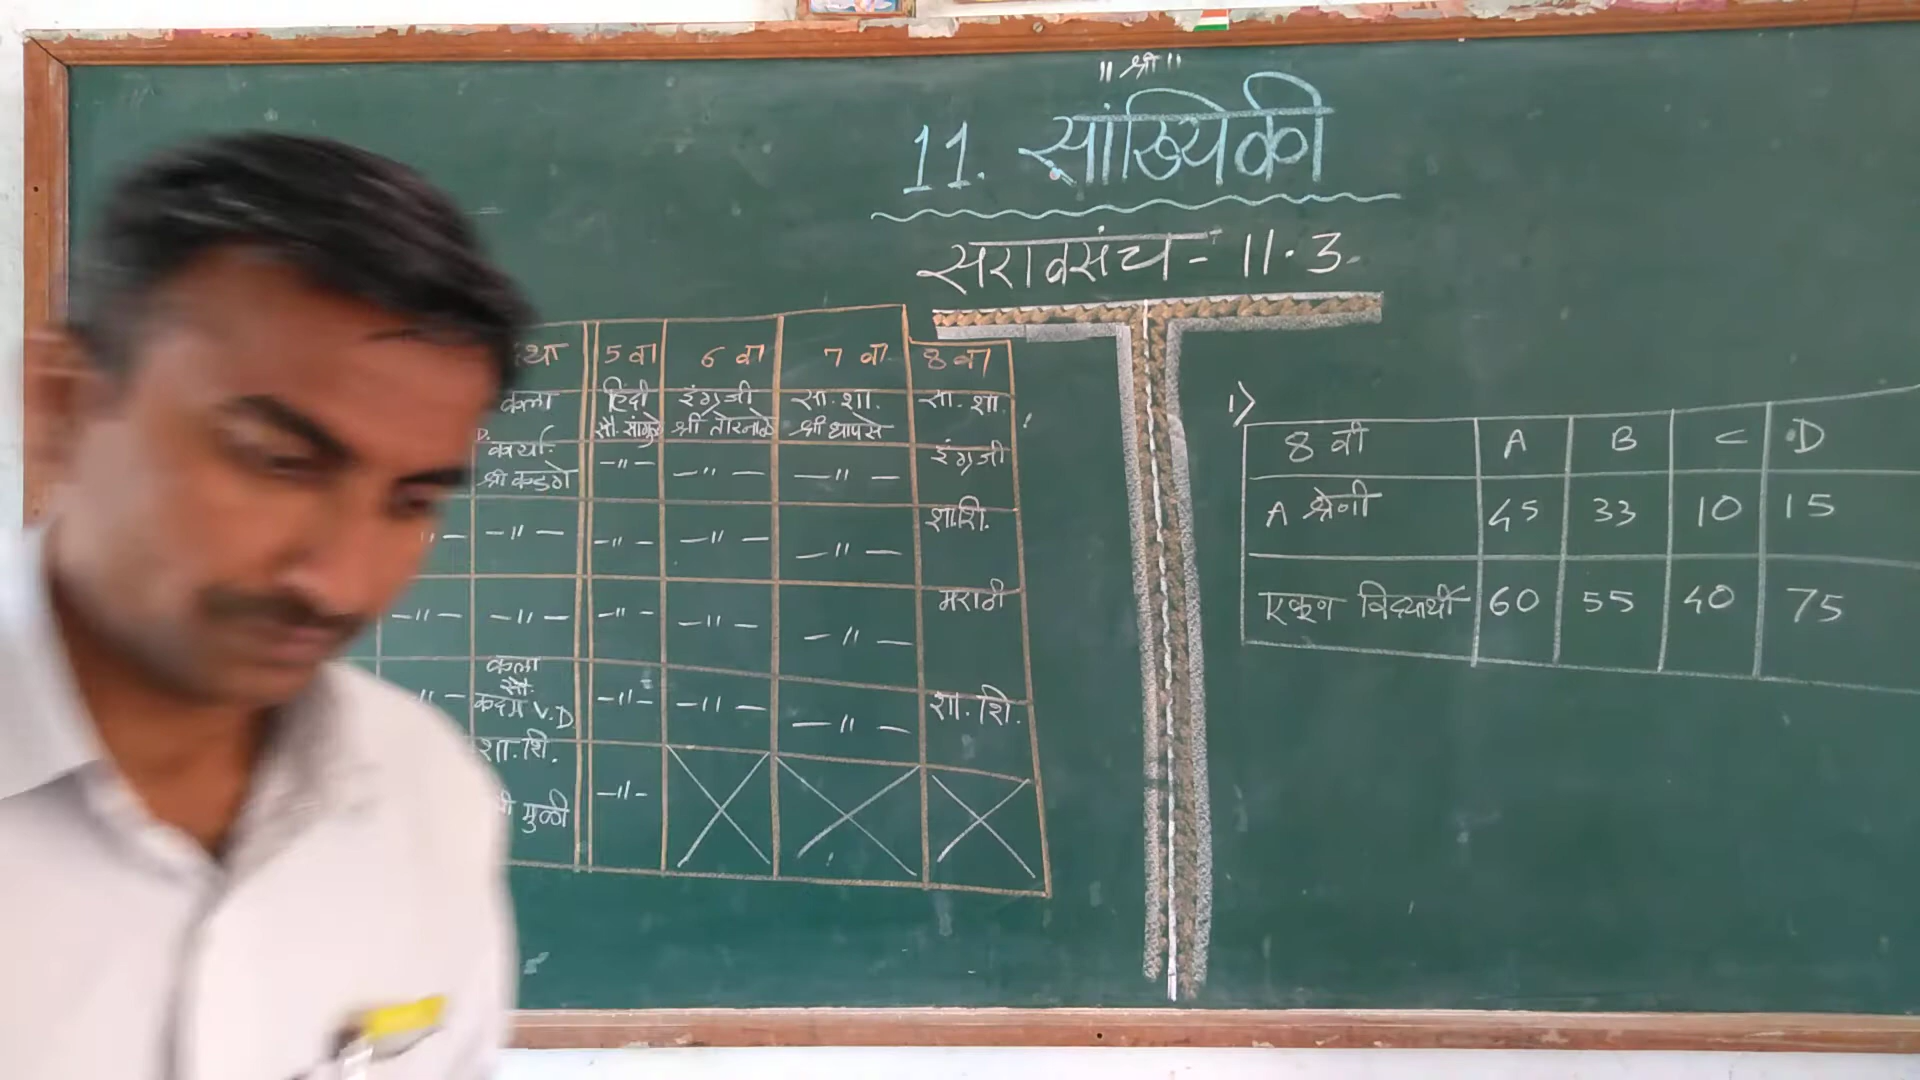 ॥ श्री ॥
11. सांख्यिकी
सरावसंच - 11.3.
5 वा 6 वा 7 वा 8 वा
कला हिंदी इंग्रजी सा. शा. सा. शा.
सौ. सांगुळे श्री तोरनाळे श्री थापसे
कार्या. -"- -"- -"- इंग्रजी
श्री कडगे
-"- -"- -"- -"- -"- शा.शि.
-"- -"- -"- -"- -"- मराठी
कला
सौ.
कदम V.D -"- -"- -"- शा. शि.
शा. शि.
मुळी -"-
1)
8 वी A B C D
A श्रेणी 45 33 10 15
एकूण विद्यार्थी 60 55 40 75